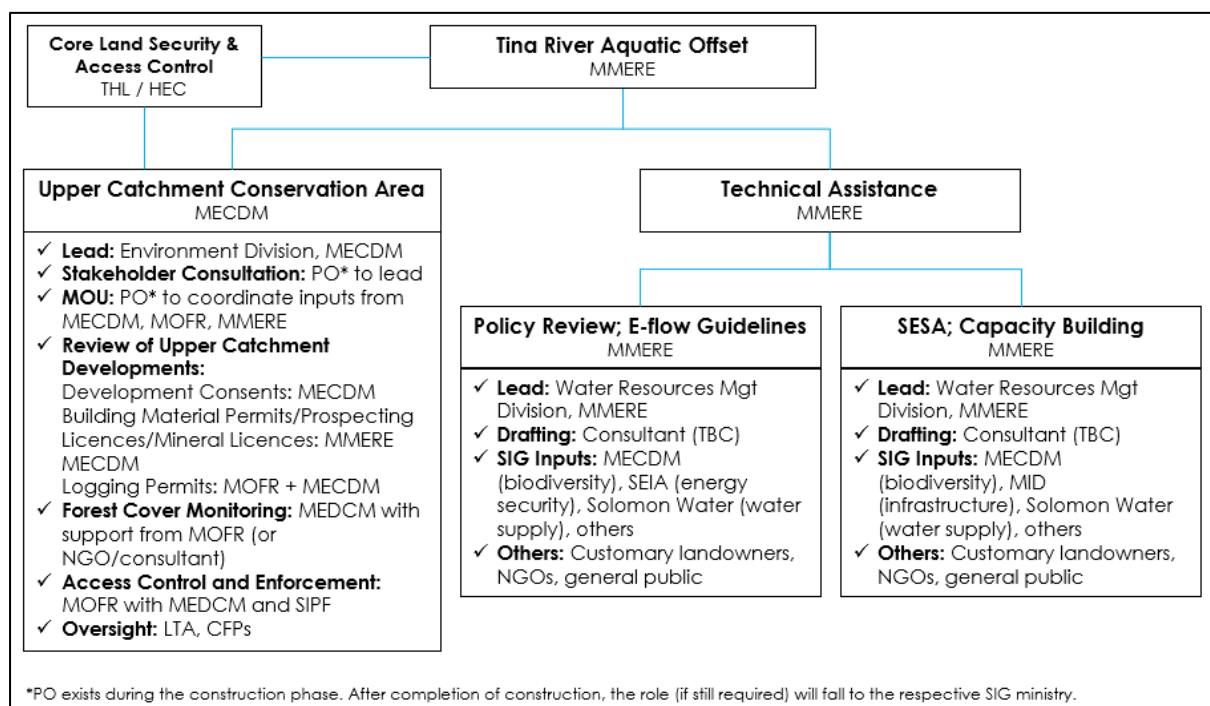 Core Land Security &
Access Control
THL / HEC
Tina River Aquatic Offset
MMERE
Upper Catchment Conservation Area
MECDM
✓ Lead: Environment Division, MECDM
✓ Stakeholder Consultation: PO* to lead
✓ MOU: PO* to coordinate inputs from
MECDM, MOFR, MMERE
✓ Review of Upper Catchment
Developments:
Development Consents: MECDM
Building Material Permits/Prospecting
Licences/Mineral Licences: MMERE
MECDM
Logging Permits: MOFR + MECDM
✓ Forest Cover Monitoring: MEDCM with
support from MOFR (or
NGO/consultant)
✓ Access Control and Enforcement:
MOFR with MEDCM and SIPF
✓ Oversight: LTA, CFPs
Technical Assistance
MMERE
Policy Review; E-flow Guidelines
MMERE
✓ Lead: Water Resources Mgt
Division, MMERE
✓ Drafting: Consultant (TBC)
✓ SIG Inputs: MECDM
(biodiversity), SEIA (energy
security), Solomon Water (water
supply), others
✓ Others: Customary landowners,
NGOs, general public
SESA; Capacity Building
MMERE
✓ Lead: Water Resources Mgt
Division, MMERE
✓ Drafting: Consultant (TBC)
✓ SIG Inputs: MECDM
(biodiversity), MID
(infrastructure), Solomon Water
(water supply), others
✓ Others: Customary landowners,
NGOs, general public
*PO exists during the construction phase. After completion of construction, the role (if still required) will fall to the respective SIG ministry.